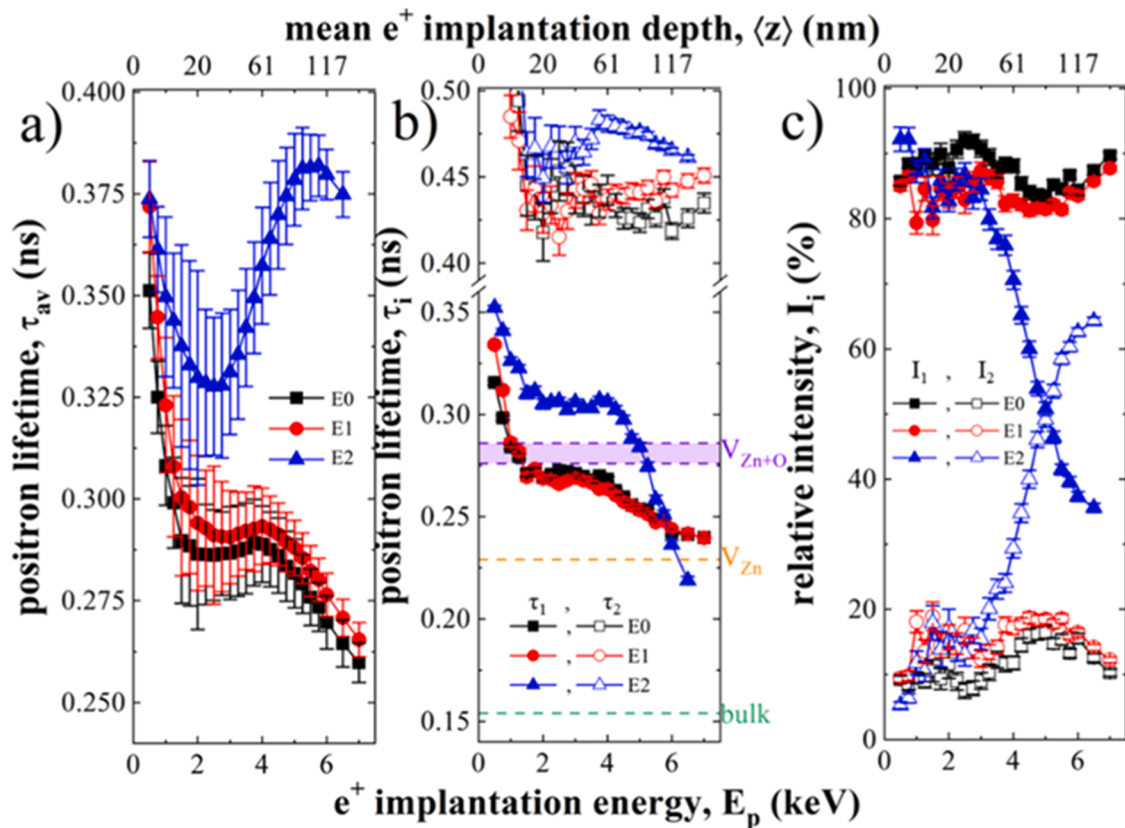 mean e⁺ implantation depth, ⟨z⟩ (nm)
0 20 61 117 0 20 61 117 0 20 61 117
a) b) c)
positron lifetime, τav (ns)
0.400
0.375
0.350
0.325
0.300
0.275
0.250
E0
E1
E2
0 2 4 6
positron lifetime, τi (ns)
0.50
0.45
0.40
0.35
0.30
0.25
0.20
0.15
VZn+O
VZn
bulk
τ1 , τ2
, E0
, E1
, E2
0 2 4 6
relative intensity, Ii (%)
100
80
60
40
20
0
I1 , I2
, E0
, E1
, E2
0 2 4 6
e⁺ implantation energy, Ep (keV)